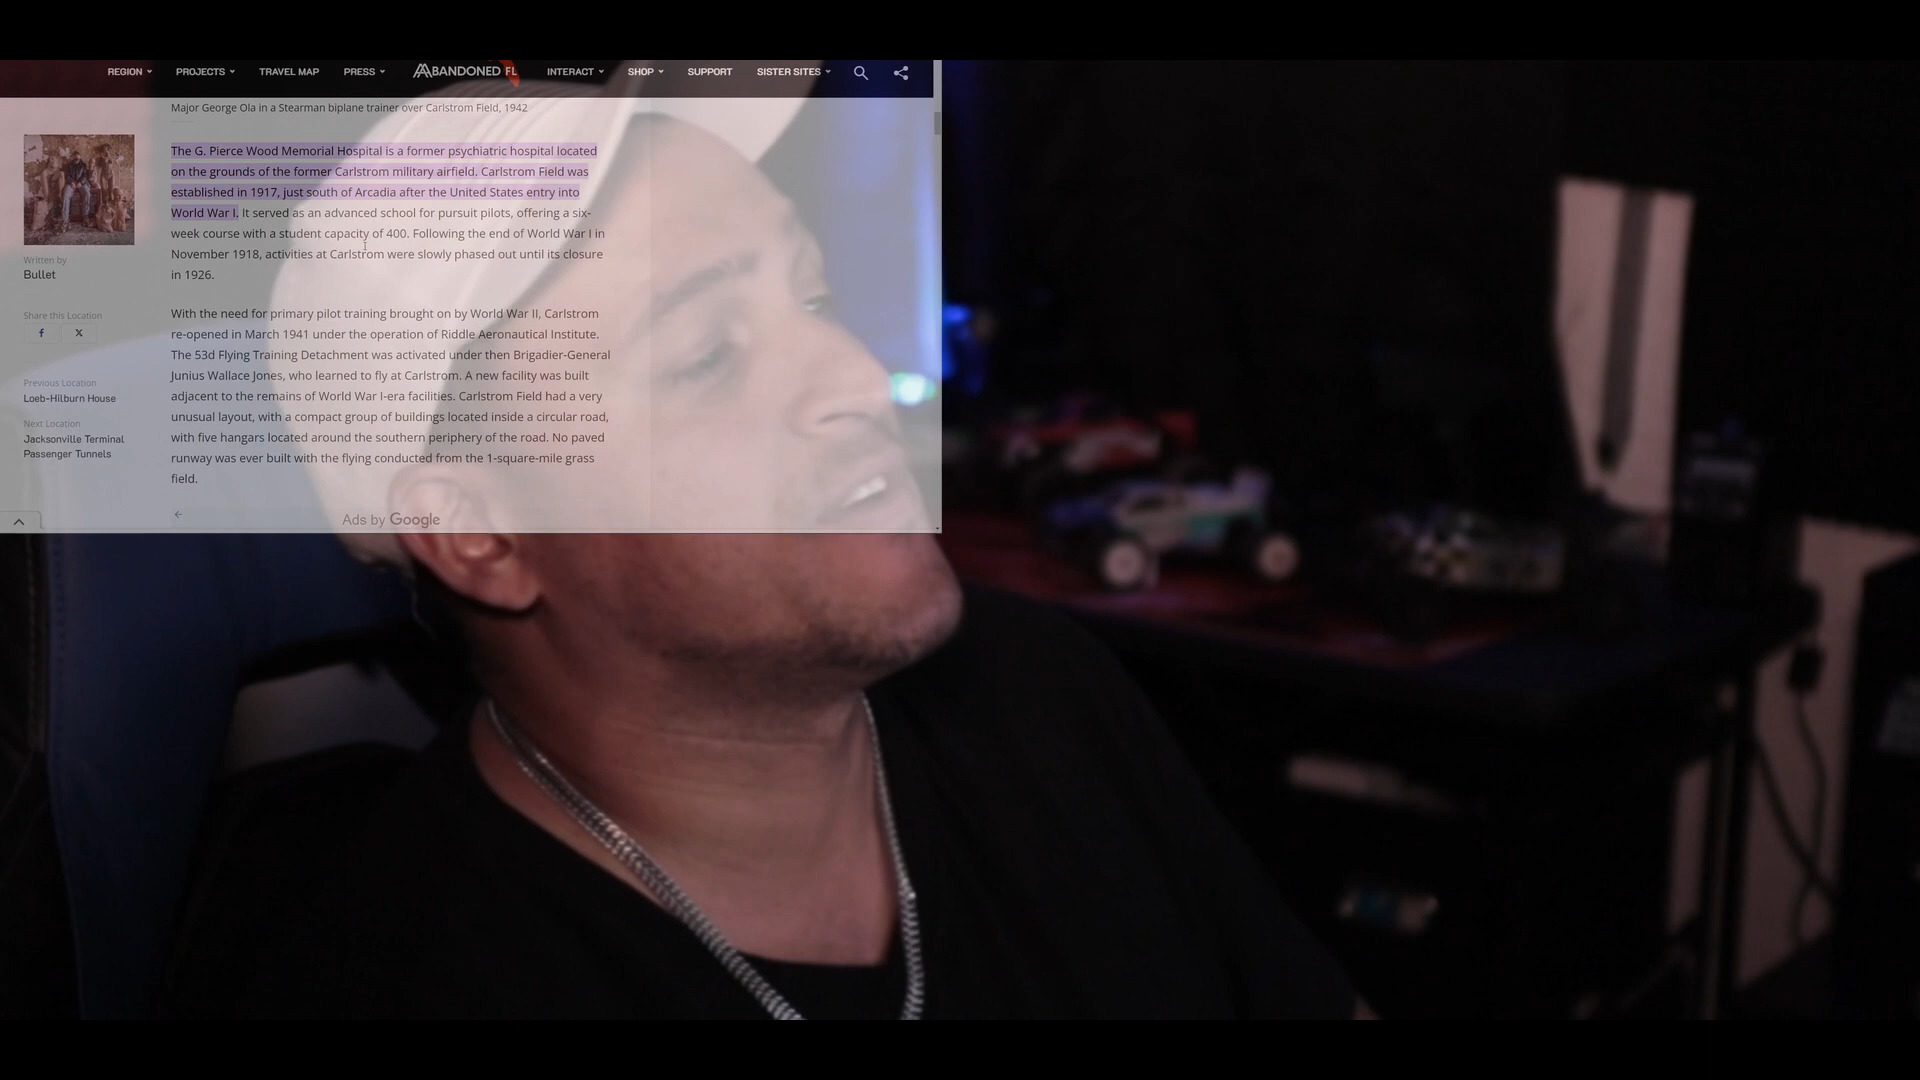 REGION PROJECTS TRAVEL MAP PRESS ABANDONED FL INTERACT SHOP SUPPORT SISTER SITES
Major George Ola in a Stearman biplane trainer over Carlstrom Field, 1942
The G. Pierce Wood Memorial Hospital is a former psychiatric hospital located
on the grounds of the former Carlstrom military airfield. Carlstrom Field was
established in 1917, just south of Arcadia after the United States entry into
World War I. It served as an advanced school for pursuit pilots, offering a six-
week course with a student capacity of 400. Following the end of World War I in
November 1918, activities at Carlstrom were slowly phased out until its closure
in 1926.
Written by
Bullet
Share this Location
Previous Location
Loeb-Hilburn House
Next Location
Jacksonville Terminal
Passenger Tunnels
With the need for primary pilot training brought on by World War II, Carlstrom
re-opened in March 1941 under the operation of Riddle Aeronautical Institute.
The 53d Flying Training Detachment was activated under then Brigadier-General
Junius Wallace Jones, who learned to fly at Carlstrom. A new facility was built
adjacent to the remains of World War I-era facilities. Carlstrom Field had a very
unusual layout, with a compact group of buildings located inside a circular road,
with five hangars located around the southern periphery of the road. No paved
runway was ever built with the flying conducted from the 1-square-mile grass
field.
Ads by Google